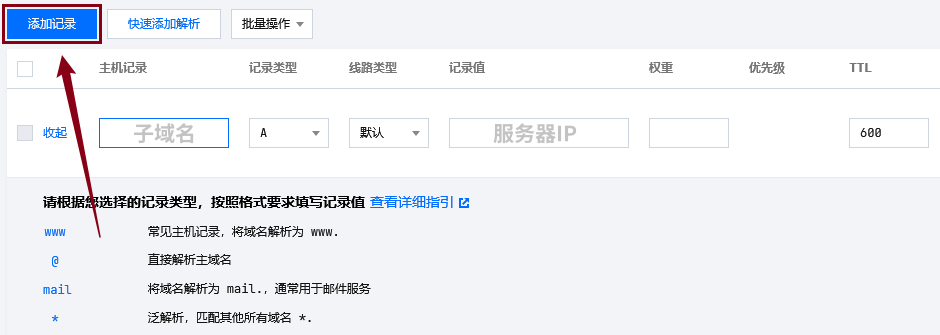 添加记录 快速添加解析 批量操作
主机记录 记录类型 线路类型 记录值 权重 优先级 TTL
收起 子域名 A 默认 服务器IP 600
请根据您选择的记录类型，按照格式要求填写记录值 查看详细指引
www 常见主机记录，将域名解析为 www.
@ 直接解析主域名
mail 将域名解析为 mail.，通常用于邮件服务
* 泛解析，匹配其他所有域名 *.